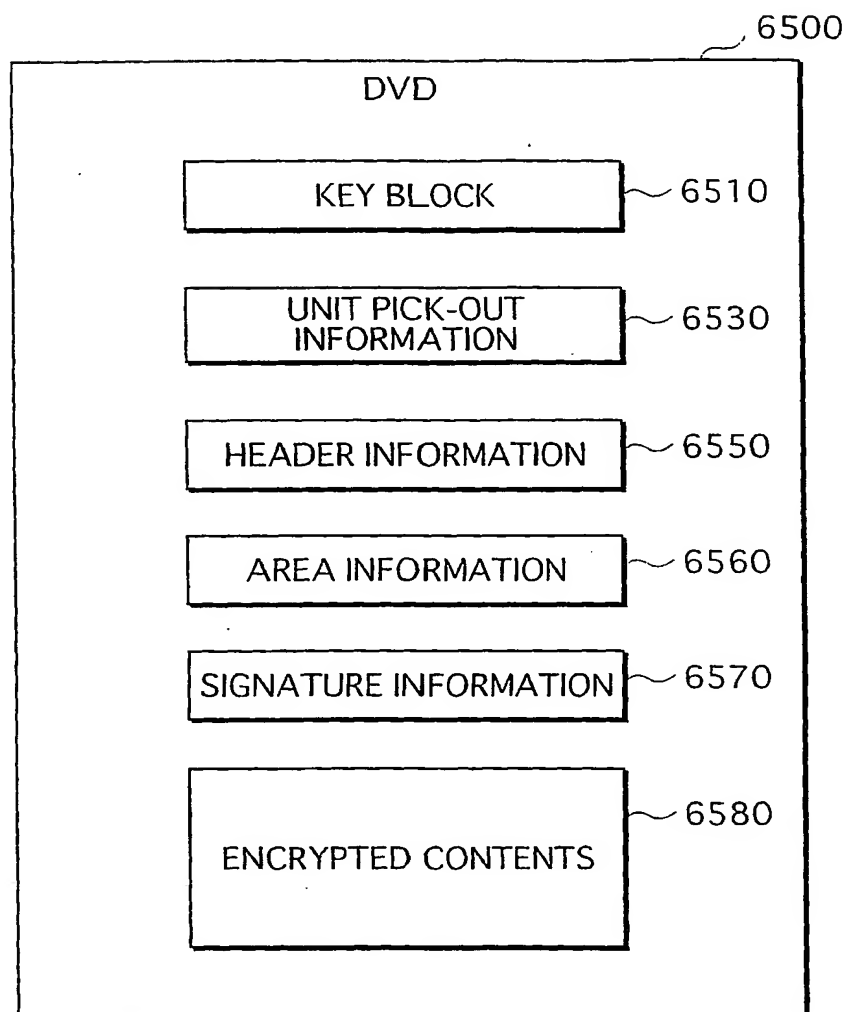 6500
DVD
KEY BLOCK
6510
UNIT PICK-OUT
INFORMATION
6530
HEADER INFORMATION
6550
AREA INFORMATION
6560
SIGNATURE INFORMATION
6570
ENCRYPTED CONTENTS
6580